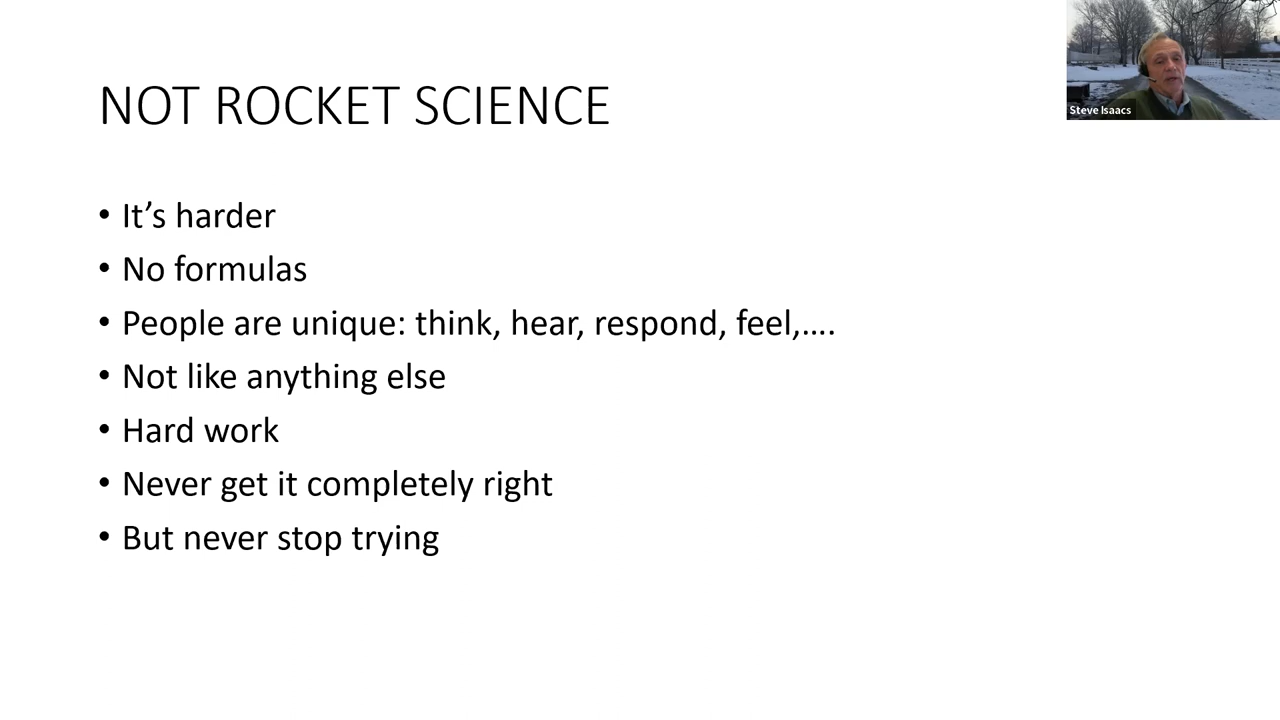 NOT ROCKET SCIENCE
Steve Isaacs
• It’s harder
• No formulas
• People are unique: think, hear, respond, feel,....
• Not like anything else
• Hard work
• Never get it completely right
• But never stop trying